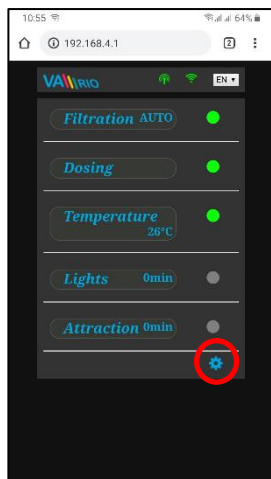 10:55 64%
192.168.4.1 2
VA RIO EN
Filtration AUTO
Dosing
Temperature
26°C
Lights 0min
Attraction 0min